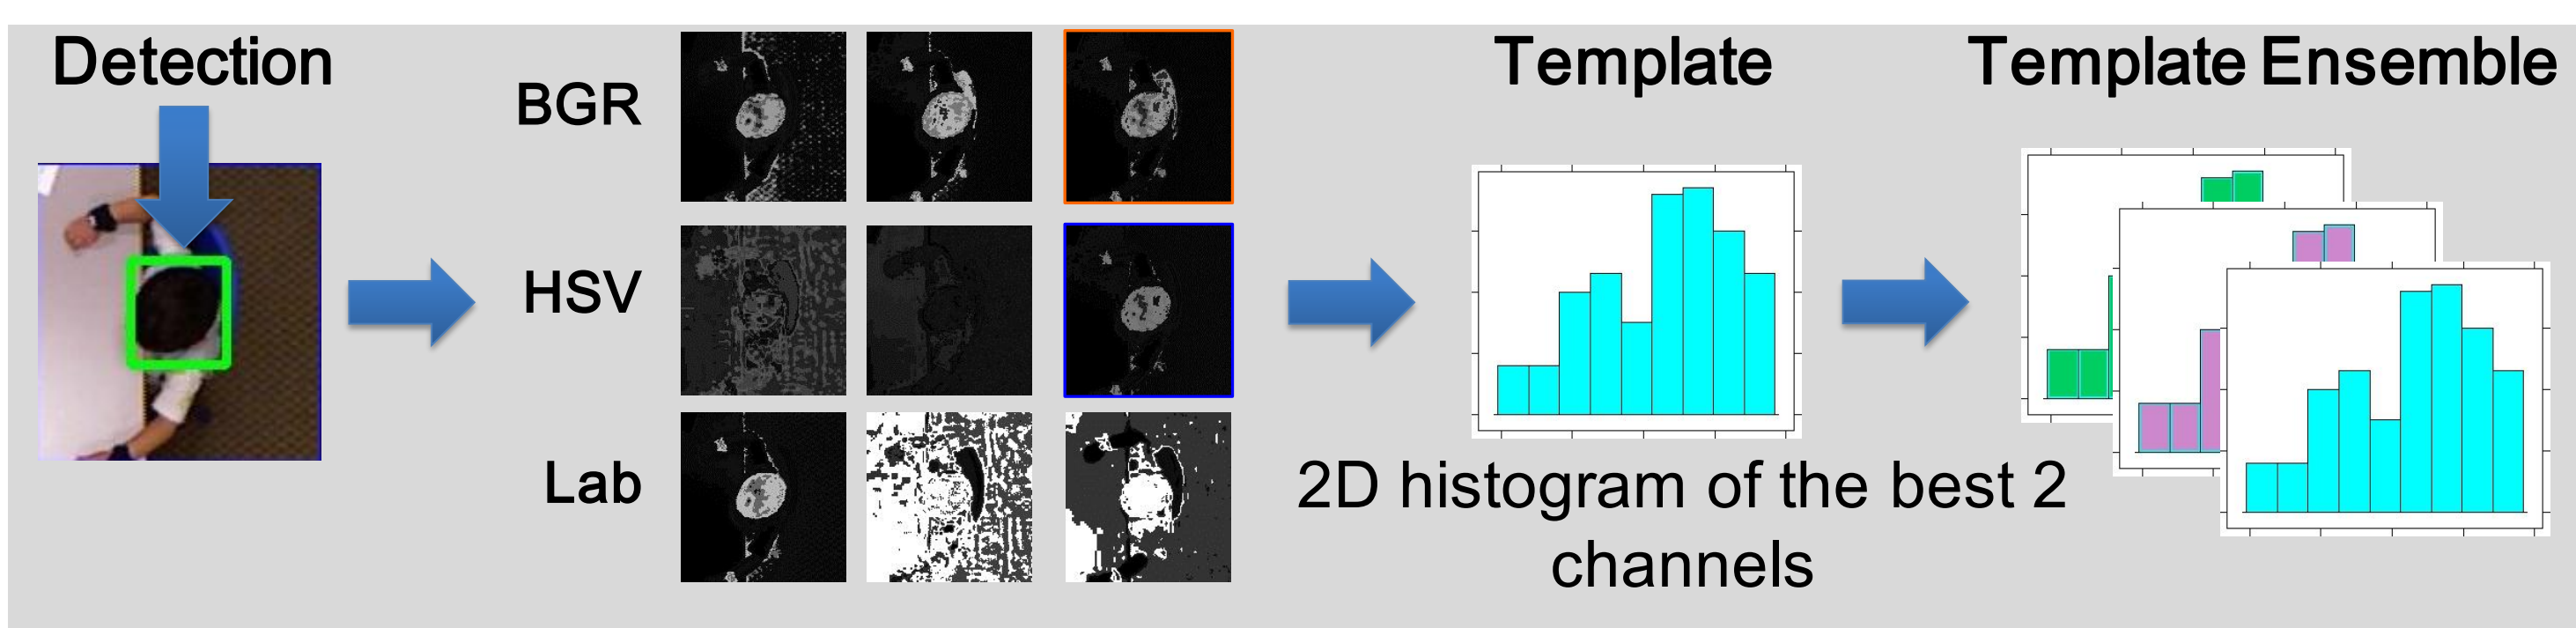 Detection
BGR
HSV
Lab
Template
2D histogram of the best 2
channels
Template Ensemble